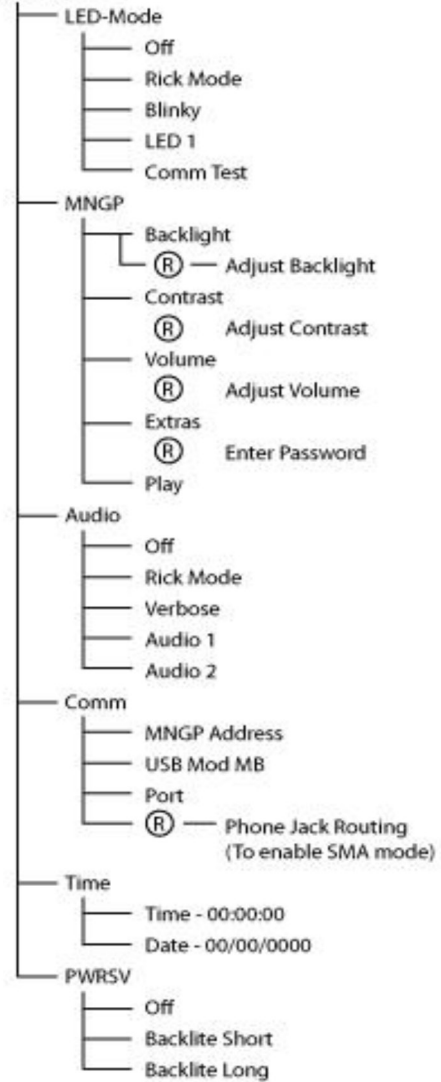 LED-Mode
Off
Rick Mode
Blinky
LED 1
Comm Test
MNGP
Backlight
R Adjust Backlight
Contrast
R Adjust Contrast
Volume
R Adjust Volume
Extras
R Enter Password
Play
Audio
Off
Rick Mode
Verbose
Audio 1
Audio 2
Comm
MNGP Address
USB Mod MB
Port
R Phone Jack Routing
(To enable SMA mode)
Time
Time - 00:00:00
Date - 00/00/0000
PWRSV
Off
Backlite Short
Backlite Long